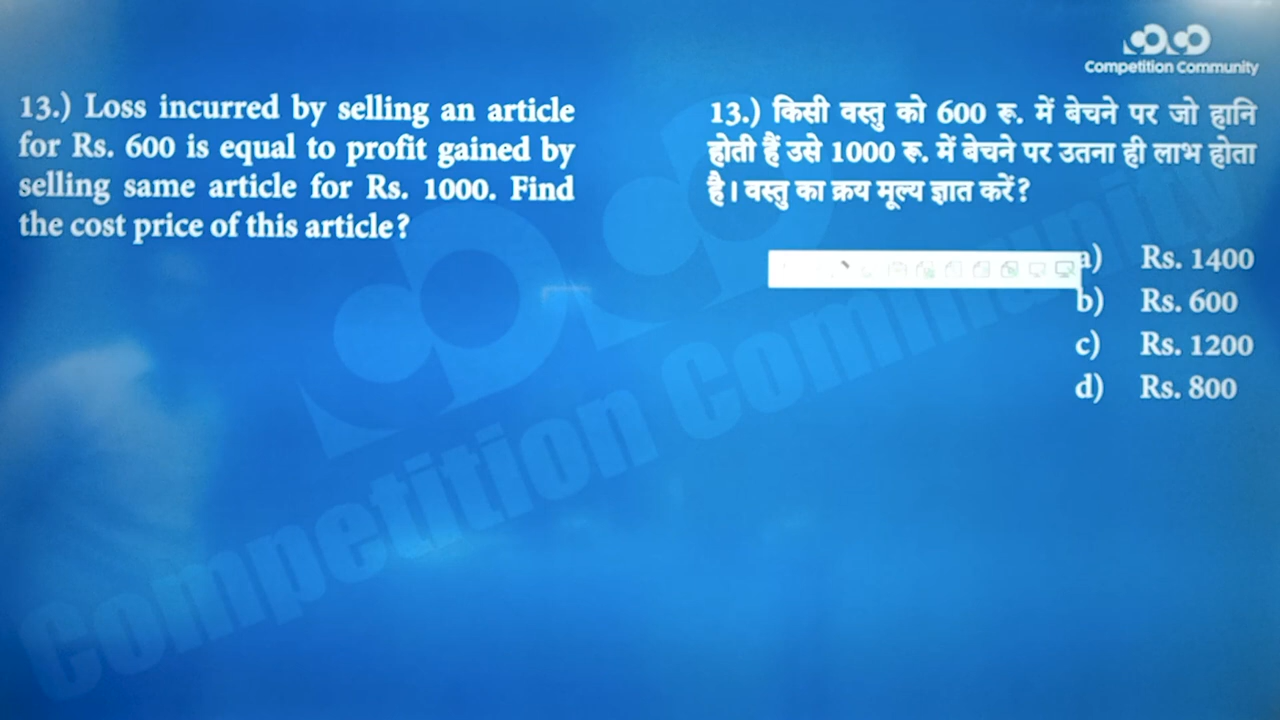 Competition Community
13.) Loss incurred by selling an article
for Rs. 600 is equal to profit gained by
selling same article for Rs. 1000. Find
the cost price of this article?
13.) किसी वस्तु को 600 रू. में बेचने पर जो हानि
होती हैं उसे 1000 रू. में बेचने पर उतना ही लाभ होता
है। वस्तु का क्रय मूल्य ज्ञात करें?
a) Rs. 1400
b) Rs. 600
c) Rs. 1200
d) Rs. 800
Competition Community